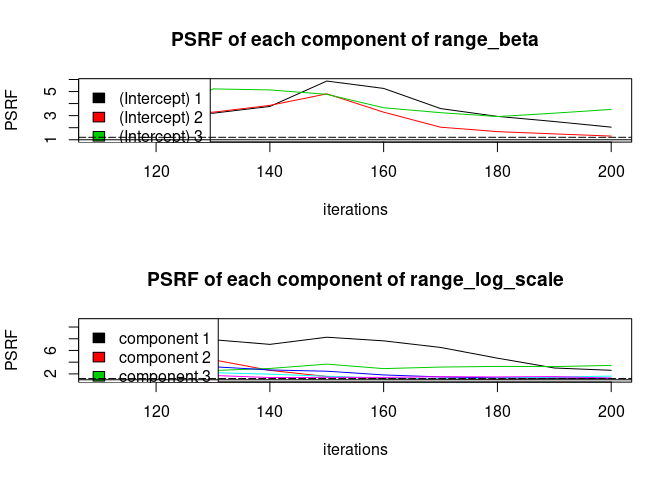 PSRF of each component of range_beta
PSRF
5
3
1
(Intercept) 1
(Intercept) 2
(Intercept) 3
120 140 160 180 200
iterations
PSRF of each component of range_log_scale
PSRF
6
2
component 1
component 2
component 3
120 140 160 180 200
iterations